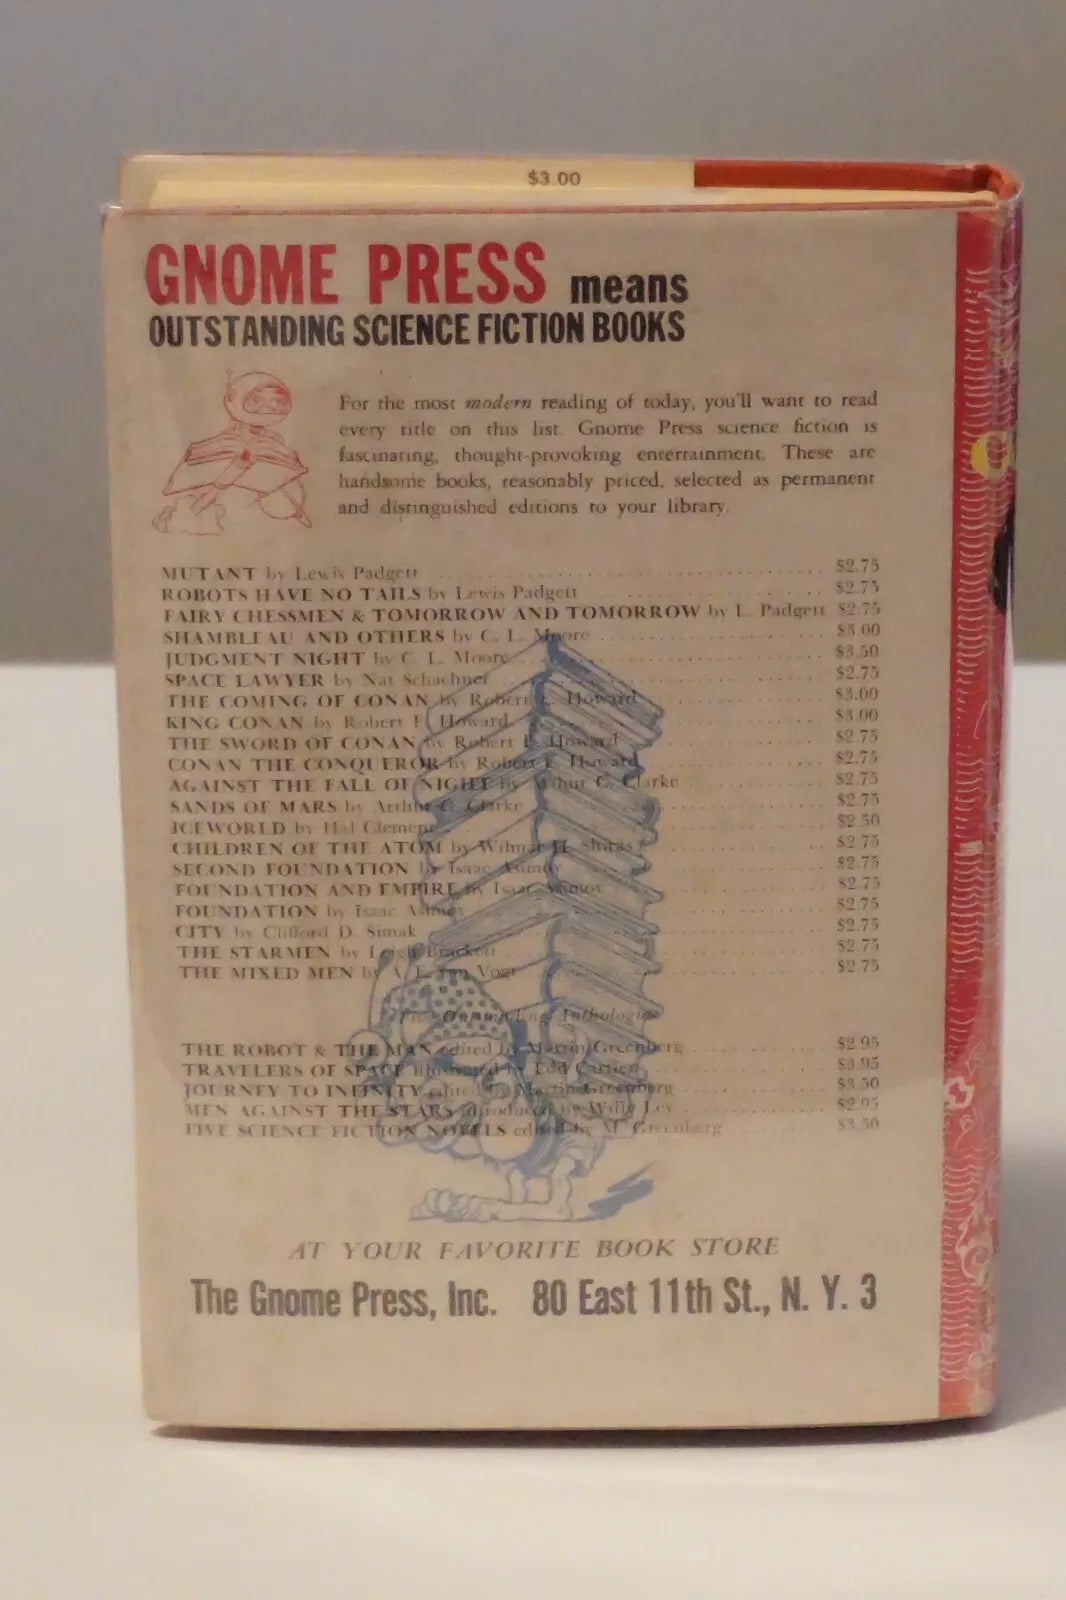 $3.00
GNOME PRESS means
OUTSTANDING SCIENCE FICTION BOOKS
For the most modern reading of today, you'll want to read
every title on this list. Gnome Press science fiction is
fascinating, thought-provoking entertainment. These are
handsome books, reasonably priced, selected as permanent
and distinguished editions to your library.
MUTANT by Lewis Padgett $2.75
ROBOTS HAVE NO TAILS by Lewis Padgett $2.75
FAIRY CHESSMEN & TOMORROW AND TOMORROW by L. Padgett $2.75
SHAMBLEAU AND OTHERS by C. L. Moore $3.00
JUDGMENT NIGHT by C. L. Moore $3.50
SPACE LAWYER by Nat Schachner $2.75
THE COMING OF CONAN by Robert E. Howard $3.00
KING CONAN by Robert E. Howard $3.00
THE SWORD OF CONAN by Robert E. Howard $2.75
CONAN THE CONQUEROR by Robert E. Howard $2.75
AGAINST THE FALL OF NIGHT by Arthur C. Clarke $2.75
SANDS OF MARS by Arthur C. Clarke $2.75
ICEWORLD by Hal Clement $2.50
CHILDREN OF THE ATOM by Wilmar H. Shiras $2.75
SECOND FOUNDATION by Isaac Asimov $2.75
FOUNDATION AND EMPIRE by Isaac Asimov $2.75
FOUNDATION by Isaac Asimov $2.75
CITY by Clifford D. Simak $2.75
THE STARMEN by Leigh Brackett $2.75
THE MIXED MEN by A. E. van Vogt $2.75
Outstanding Anthologies
THE ROBOT & THE MAN edited by Martin Greenberg $2.95
TRAVELERS OF SPACE illustrated by Edd Cartier $3.95
JOURNEY TO INFINITY edited by Martin Greenberg $3.50
MEN AGAINST THE STARS introduced by Willy Ley $2.95
FIVE SCIENCE FICTION NOVELS edited by M. Greenberg $3.50
AT YOUR FAVORITE BOOK STORE
The Gnome Press, Inc. 80 East 11th St., N. Y. 3